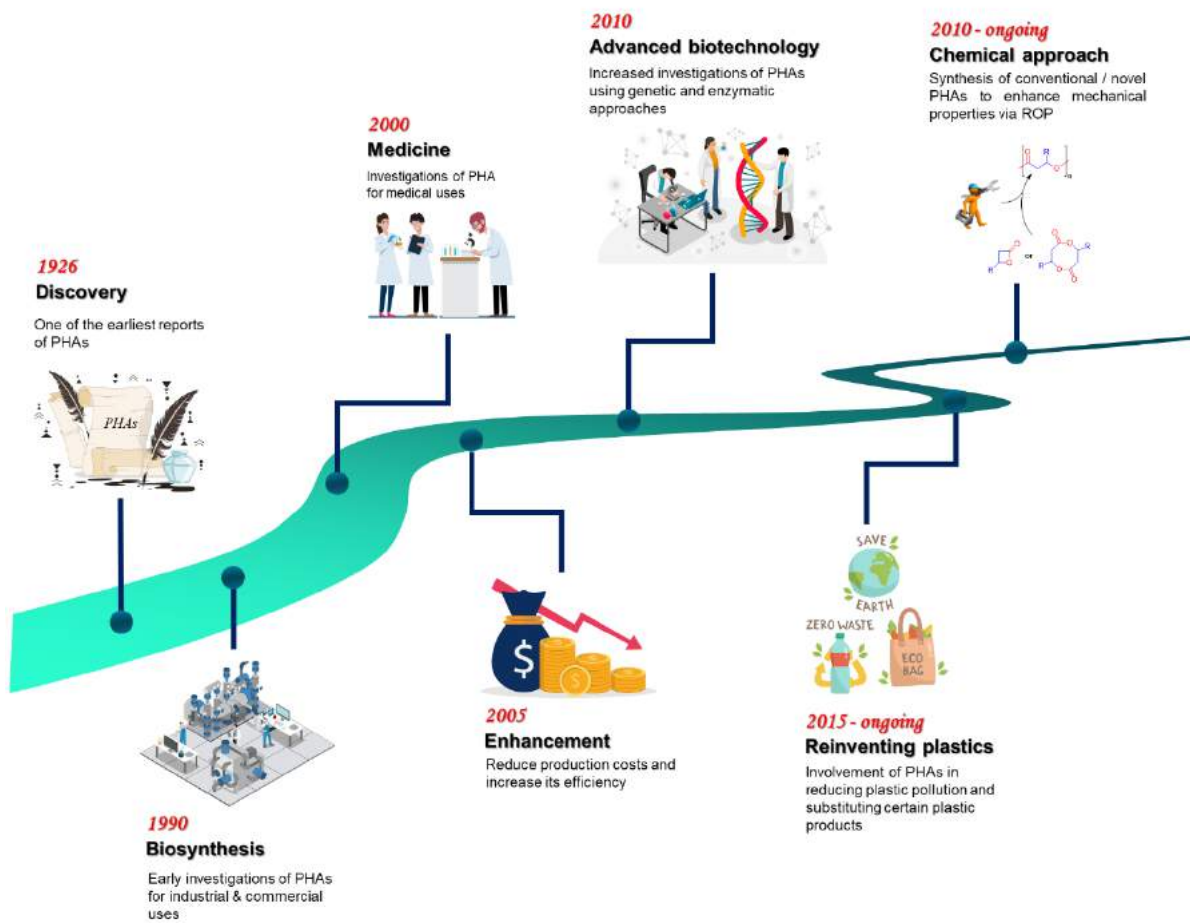 1926
Discovery
One of the earliest reports
of PHAs
PHAs
1990
Biosynthesis
Early investigations of PHAs
for industrial & commercial
uses
2000
Medicine
Investigations of PHA
for medical uses
$
$
2005
Enhancement
Reduce production costs and
increase its efficiency
2010
Advanced biotechnology
Increased investigations of PHAs
using genetic and enzymatic
approaches
SAVE
EARTH
ZERO WASTE
ECO
BAG
2015 - ongoing
Reinventing plastics
Involvement of PHAs in
reducing plastic pollution and
substituting certain plastic
products
2010 - ongoing
Chemical approach
Synthesis of conventional / novel
PHAs to enhance mechanical
properties via ROP
O R
O
n
O
O
R
or
O
O R
R O
O